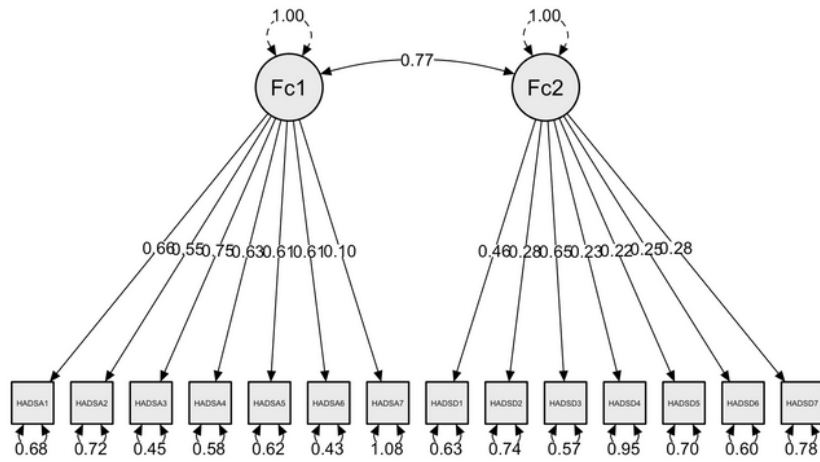 1.00 1.00
0.77
Fc1 Fc2
0.66 0.55 0.75 0.63 0.61 0.61 0.10 0.46 0.28 0.65 0.23 0.22 0.25 0.28
HADSA1 HADSA2 HADSA3 HADSA4 HADSA5 HADSA6 HADSA7 HADSD1 HADSD2 HADSD3 HADSD4 HADSD5 HADSD6 HADSD7
0.68 0.72 0.45 0.58 0.62 0.43 1.08 0.63 0.74 0.57 0.95 0.70 0.60 0.78